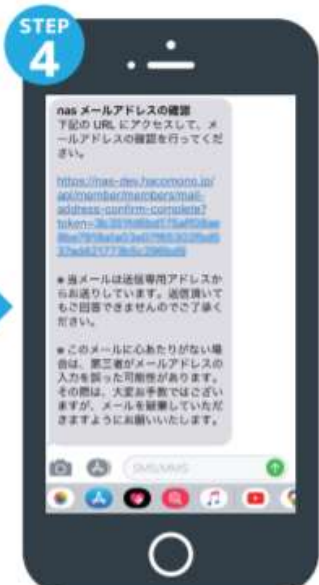 STEP
4
nas メールアドレスの確認
下記の URL にアクセスして、メ
ールアドレスの確認を行ってくだ
さい。
https://nas-dev.hacomono.jp/
api/member/members/mail-
address-confirm-complete?
token=
※当メールは送信専用アドレスか
らお送りしています。送信頂いて
もご回答できませんのでご了承く
ださい。
※このメールに心あたりがない場
合は、第三者がメールアドレスの
入力を誤った可能性があります。
その際は、大変お手数ではござい
ますが、メールを破棄していただ
きますようにお願いいたします。
SMS/MMS